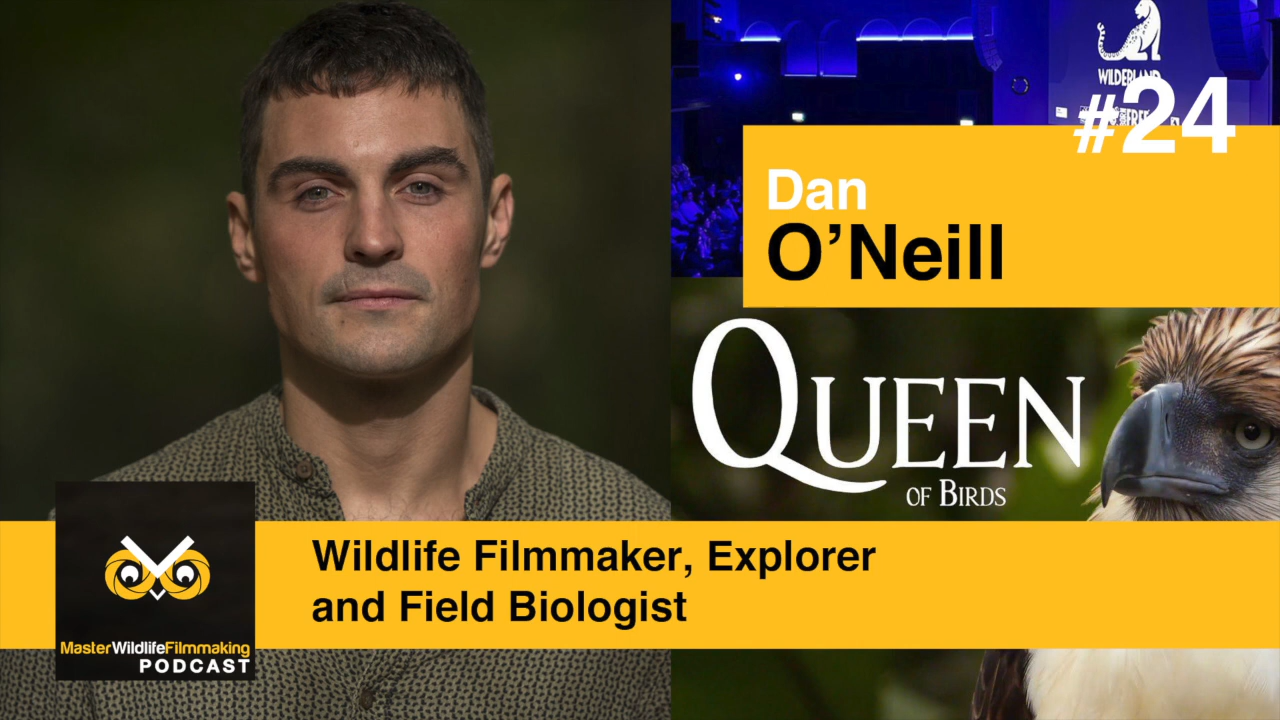 WILDERLAND
#24
Dan
O’Neill
QUEEN
OF BIRDS
Wildlife Filmmaker, Explorer
and Field Biologist
MasterWildlifeFilmmaking
PODCAST